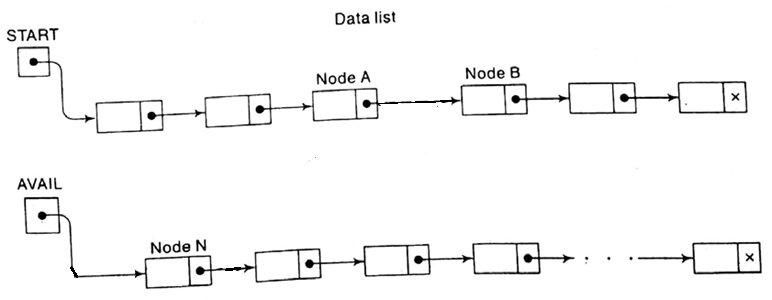 Data list
START
Node A
Node B
×
AVAIL
Node N
×